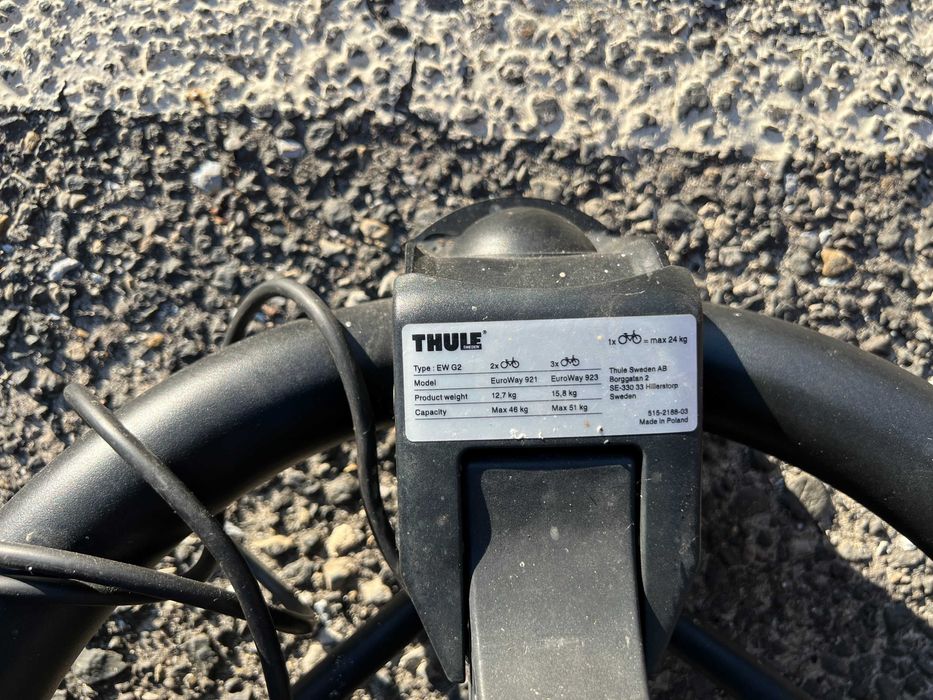 THULE®
SWEDEN
1x = max 24 kg
Type : EW G2 2x 3x
Model EuroWay 921 EuroWay 923
Product weight 12,7 kg 15,8 kg
Capacity Max 46 kg Max 51 kg
Thule Sweden AB
Borggatan 2
SE-330 33 Hillerstorp
Sweden
515-2188-03
Made in Poland